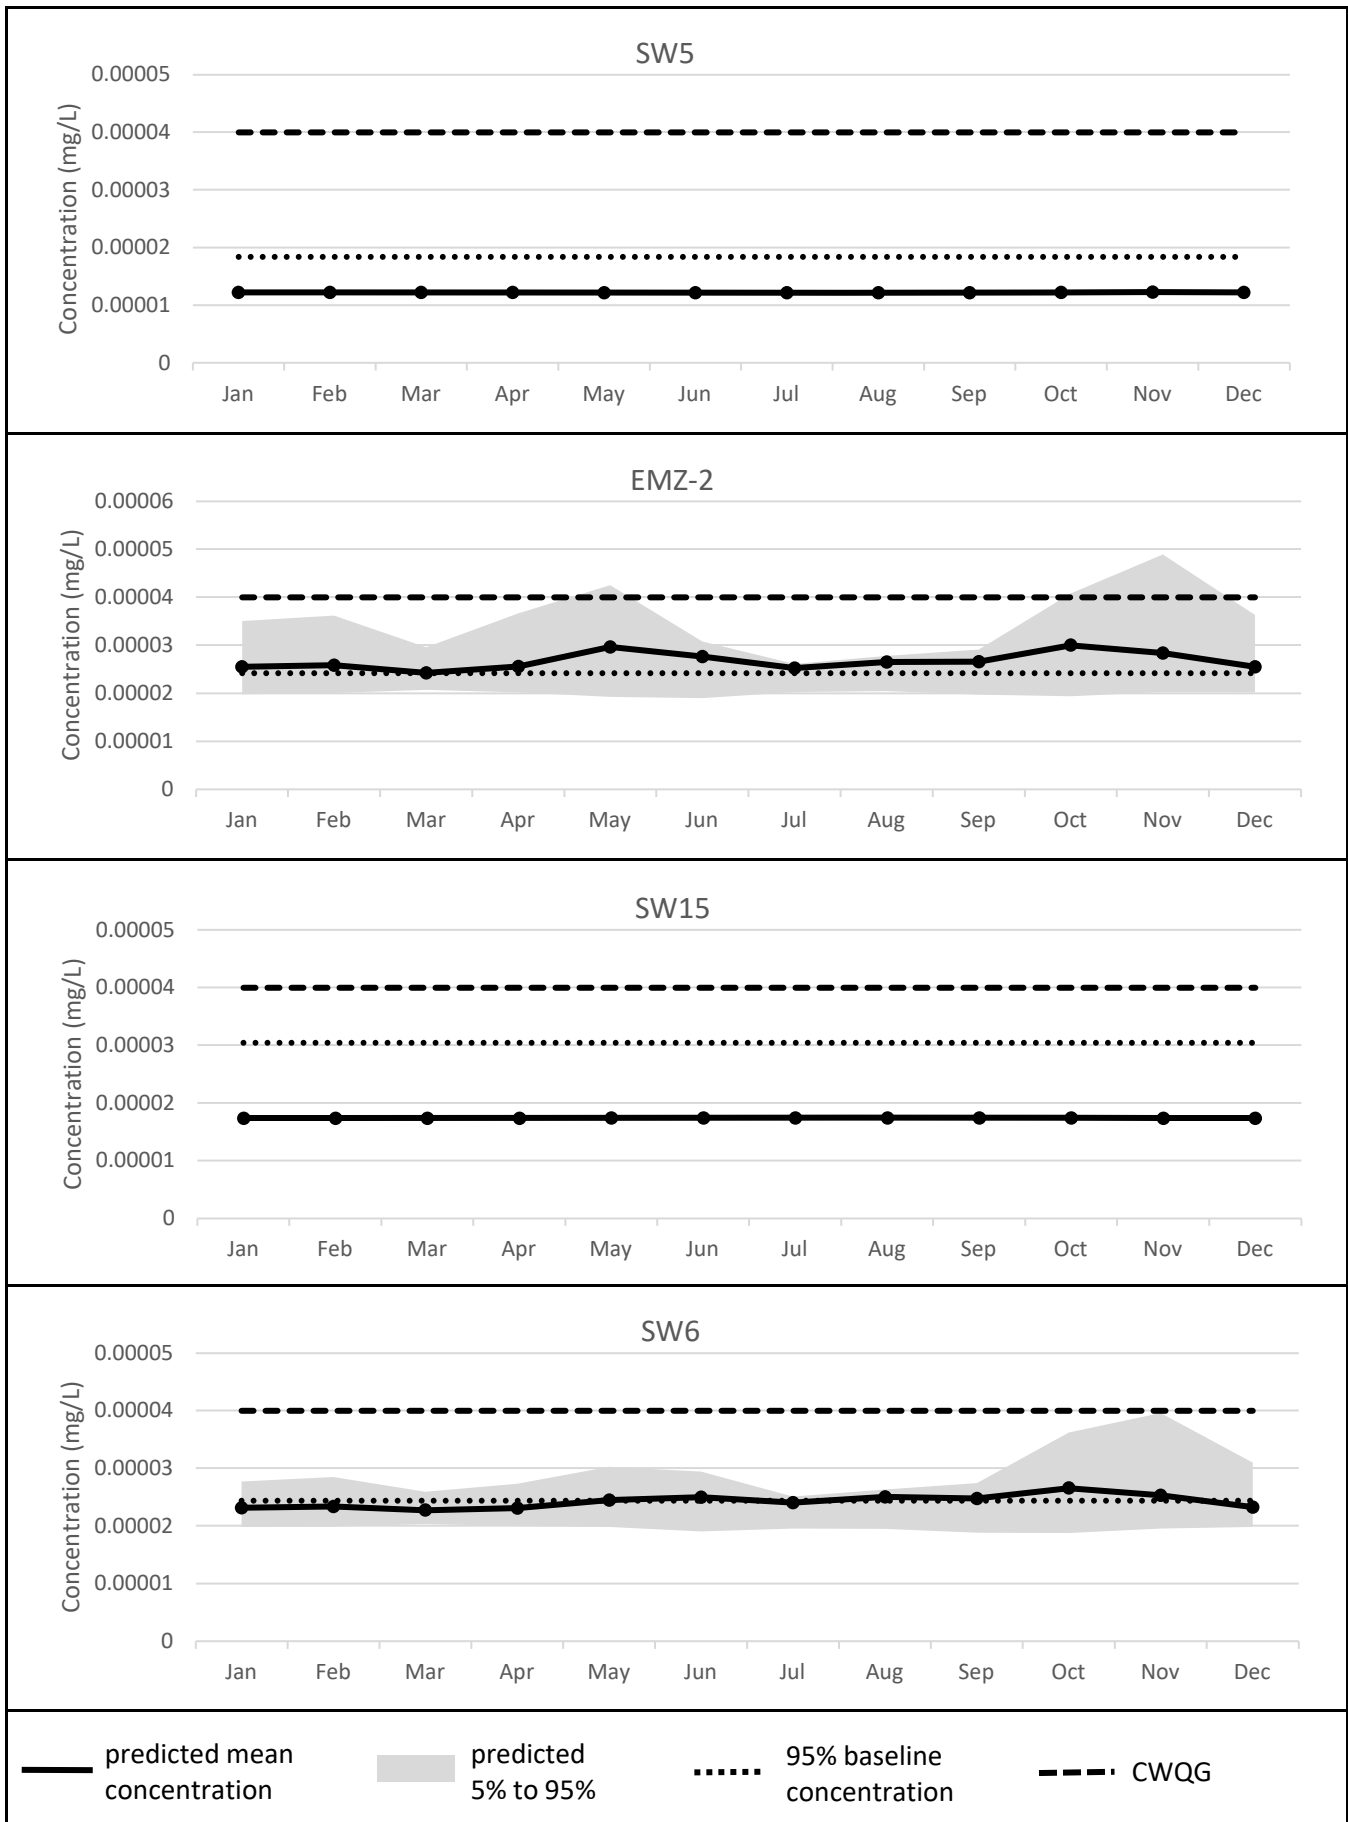 SW5
Concentration (mg/L)
0.00005
0.00004
0.00003
0.00002
0.00001
0
Jan Feb Mar Apr May Jun Jul Aug Sep Oct Nov Dec
EMZ-2
Concentration (mg/L)
0.00006
0.00005
0.00004
0.00003
0.00002
0.00001
0
Jan Feb Mar Apr May Jun Jul Aug Sep Oct Nov Dec
SW15
Concentration (mg/L)
0.00005
0.00004
0.00003
0.00002
0.00001
0
Jan Feb Mar Apr May Jun Jul Aug Sep Oct Nov Dec
SW6
Concentration (mg/L)
0.00005
0.00004
0.00003
0.00002
0.00001
0
Jan Feb Mar Apr May Jun Jul Aug Sep Oct Nov Dec
predicted mean
concentration
predicted
5% to 95%
95% baseline
concentration
CWQG